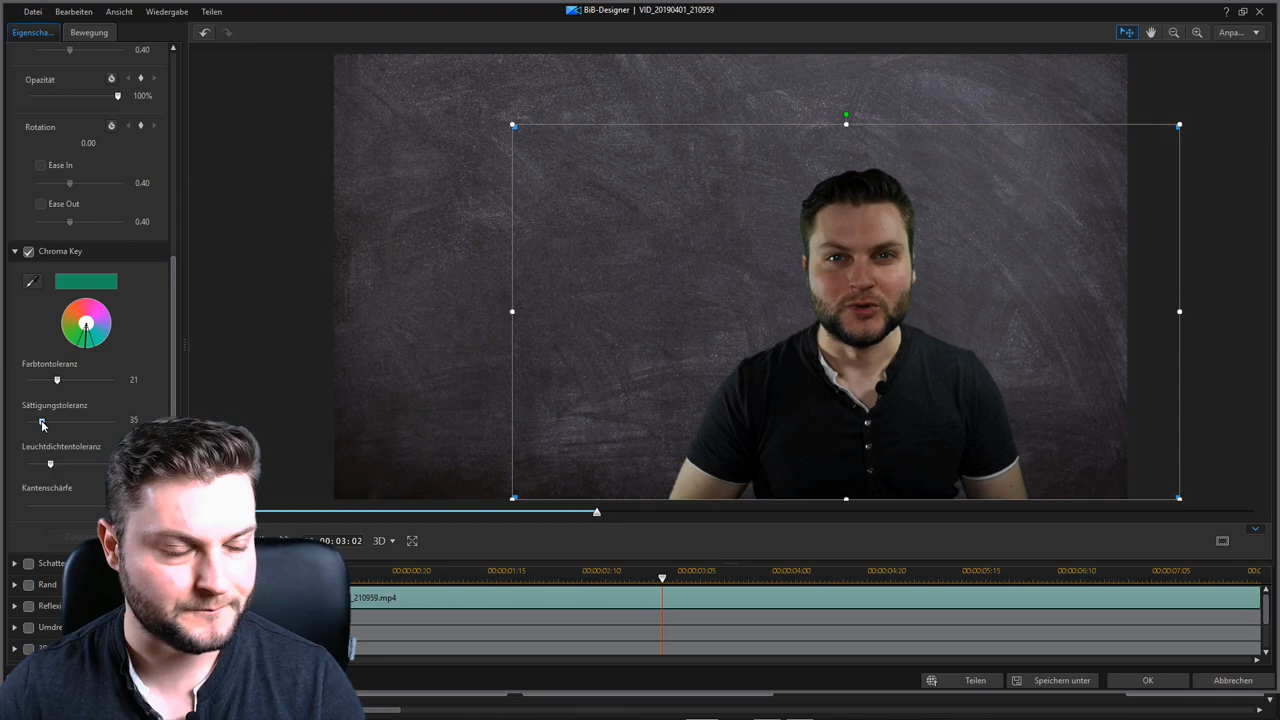 Datei Bearbeiten Ansicht Wiedergabe Teilen
BiB-Designer | VID_20190401_210959
?
Eigenscha... Bewegung
Anpa...
0.40
Opazität
100%
Rotation
0.00
Ease In
0.40
Ease Out
0.40
Chroma Key
Farbtontoleranz
21
Sättigungstoleranz
35
Leuchtdichtentoleranz
Kantenschärfe
:00:03:02 3D
Schatte
Rand
Reflexi
Umdre
00:00:00:20 00:00:01:15 00:00:02:10 00:00:03:05 00:00:04:00 00:00:04:20 00:00:05:15 00:00:06:10 00:00:07:05
_210959.mp4
Teilen Speichern unter OK Abbrechen